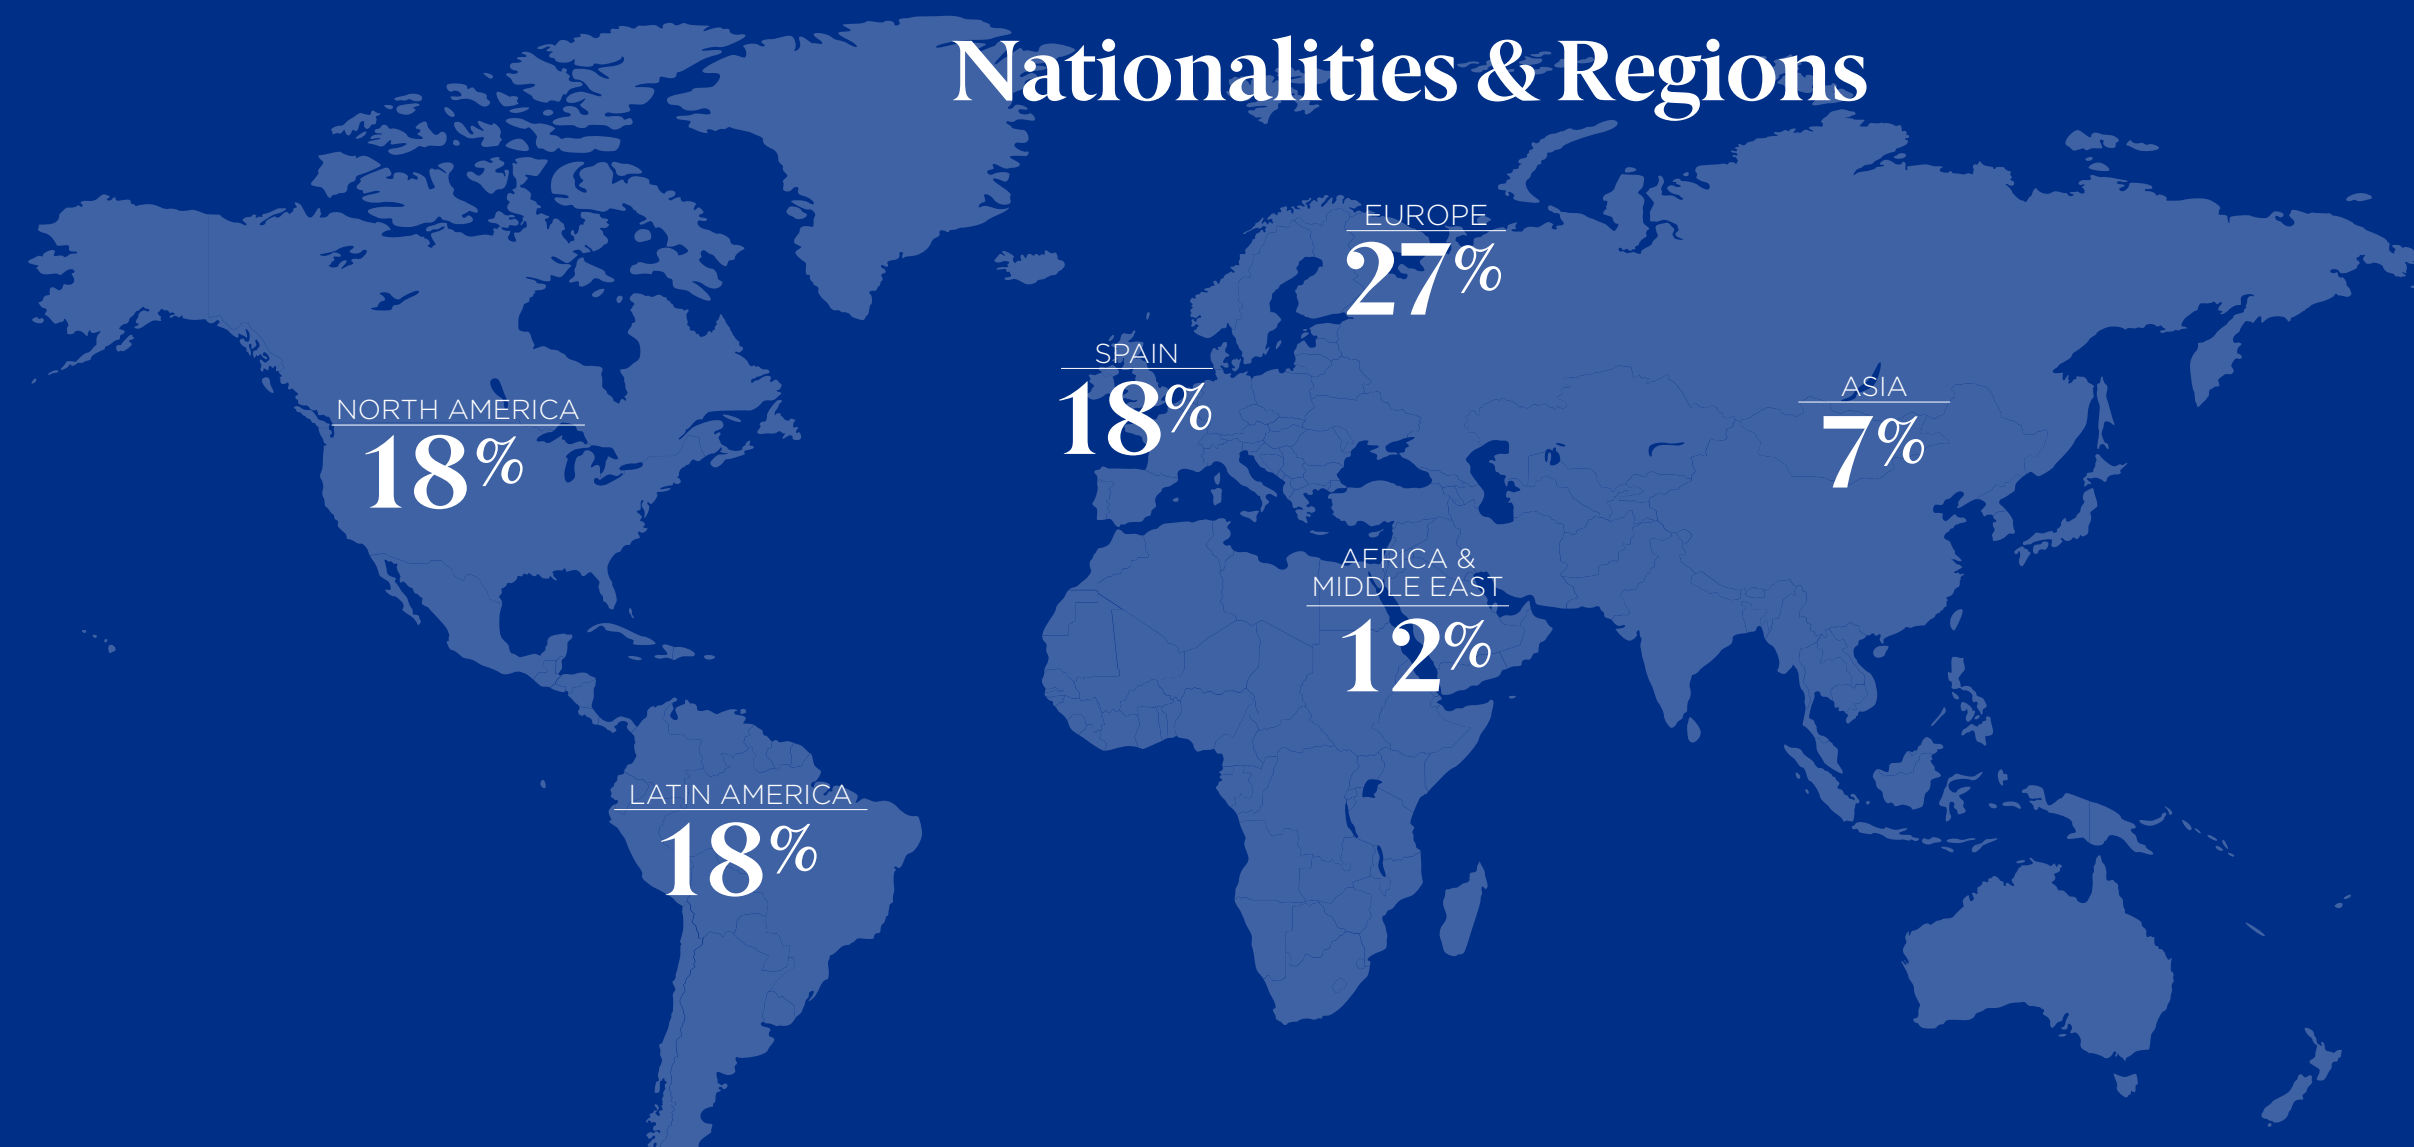 Nationalities & Regions
EUROPE
27%
SPAIN
18%
ASIA
7%
NORTH AMERICA
18%
AFRICA &
MIDDLE EAST
12%
LATIN AMERICA
18%